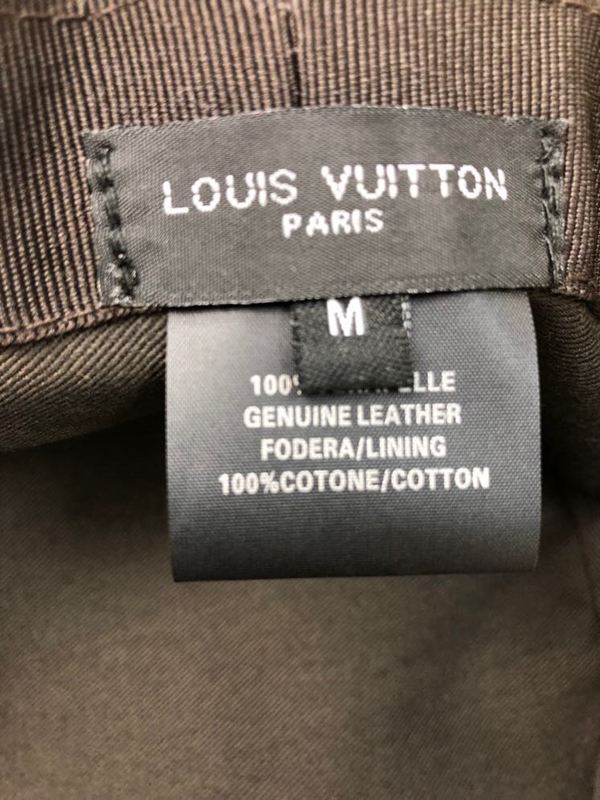 LOUIS VUITTON
PARIS
M
GENUINE LEATHER
FODERA/LINING
100%COTONE/COTTON